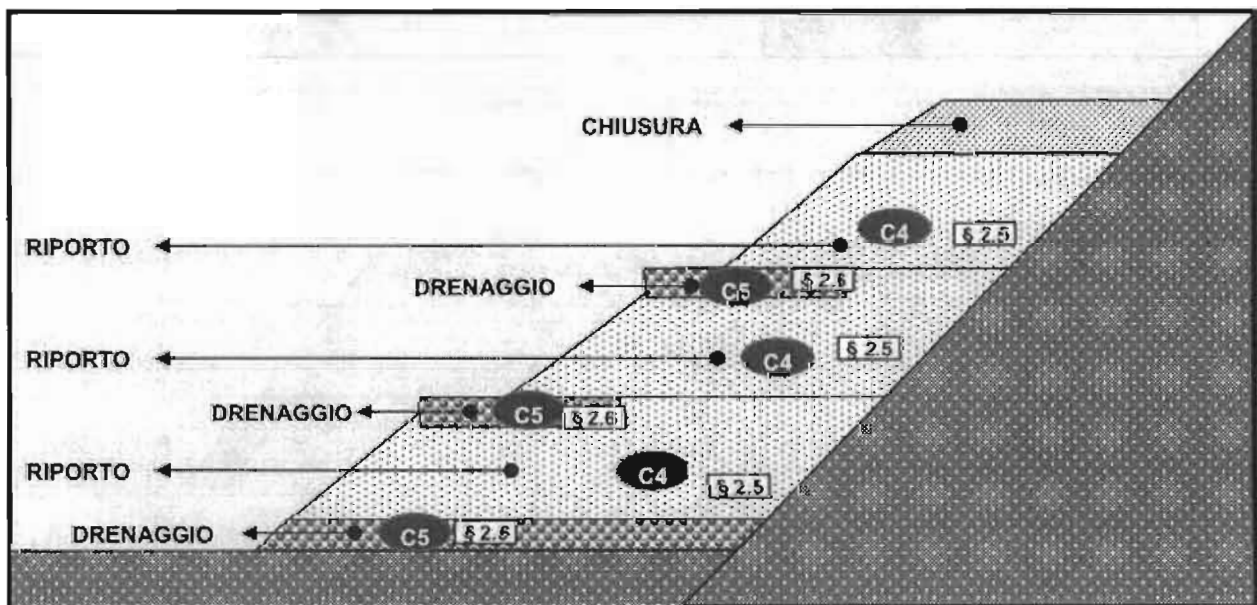 CHIUSURA
RIPORTO C4 § 2.5
DRENAGGIO C5 § 2.6
RIPORTO C4 § 2.5
DRENAGGIO C5 § 2.6
RIPORTO C4 § 2.5
DRENAGGIO C5 § 2.6